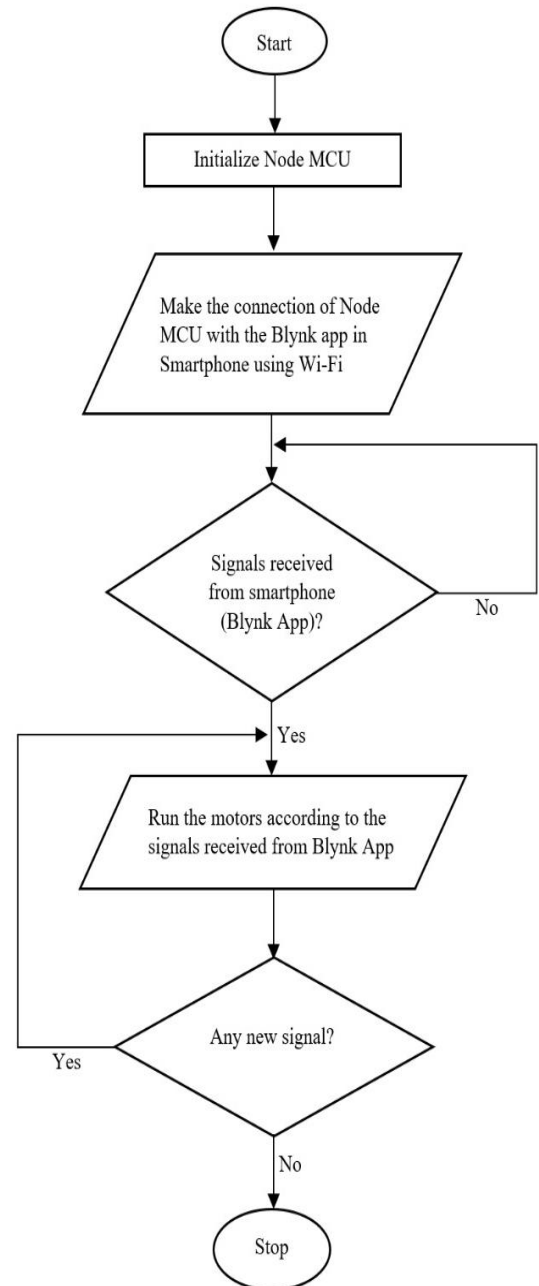 Start
Initialize Node MCU
Make the connection of Node
MCU with the Blynk app in
Smartphone using Wi-Fi
Signals received
from smartphone
(Blynk App)?
No
Yes
Run the motors according to the
signals received from Blynk App
Any new signal?
Yes
No
Stop